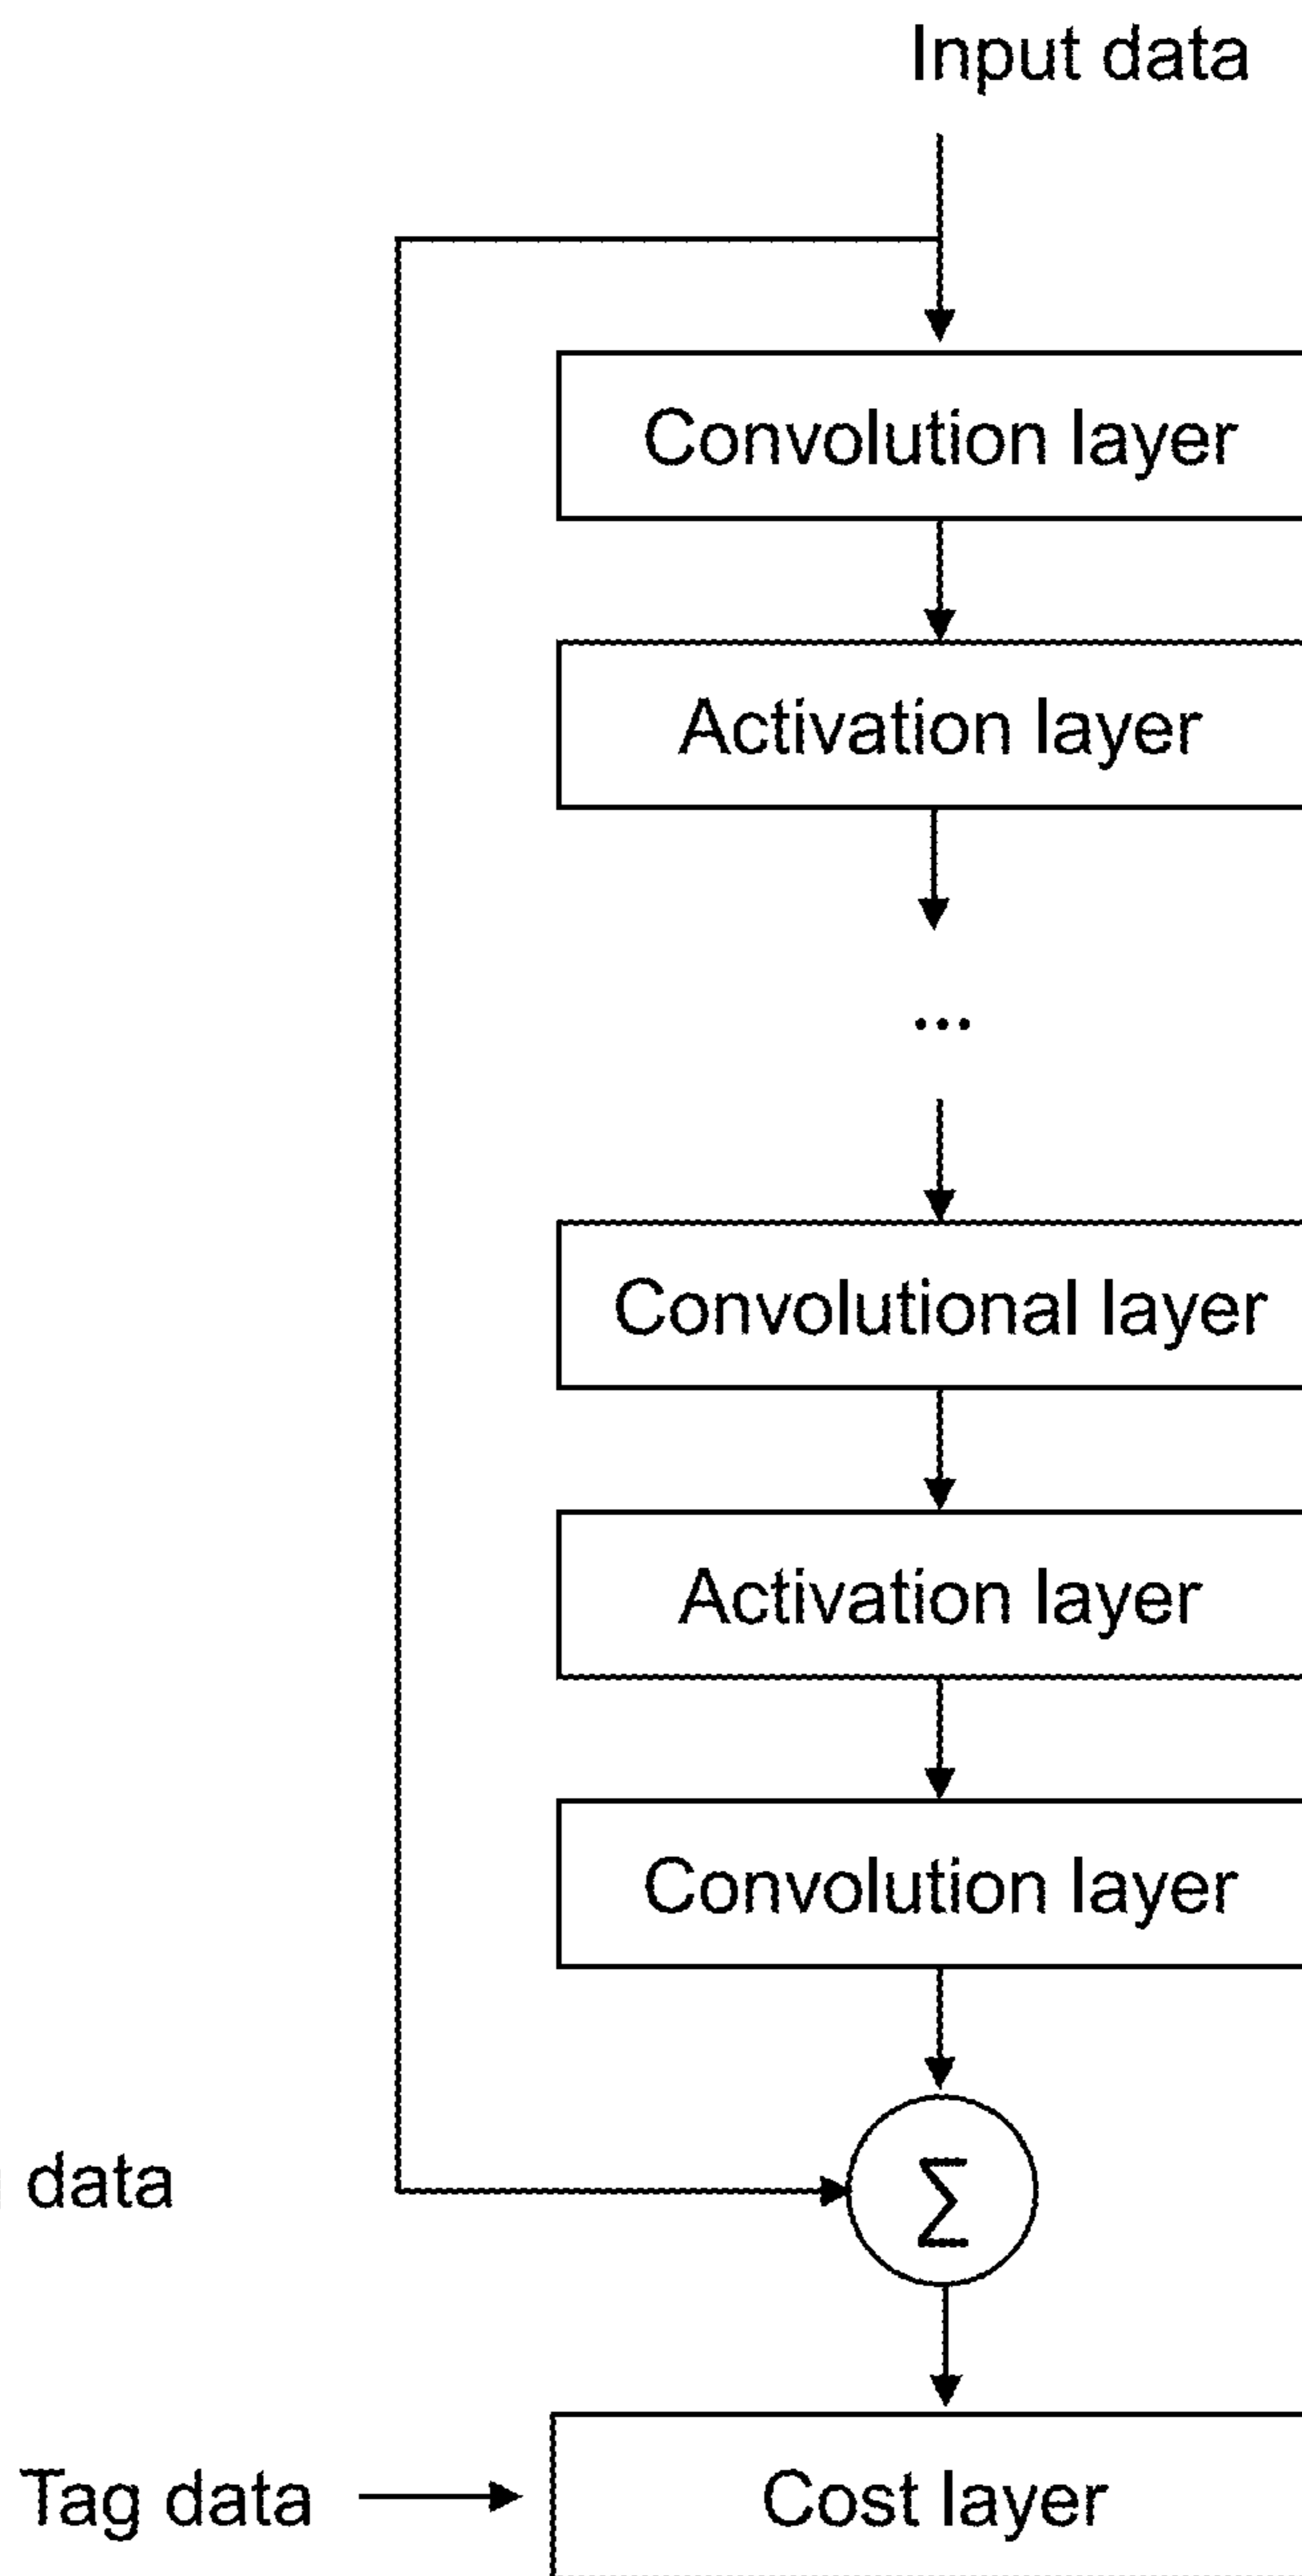 Input data
Convolution layer
Activation layer
...
Convolutional layer
Activation layer
Convolution layer
data
∑
Tag data
Cost layer